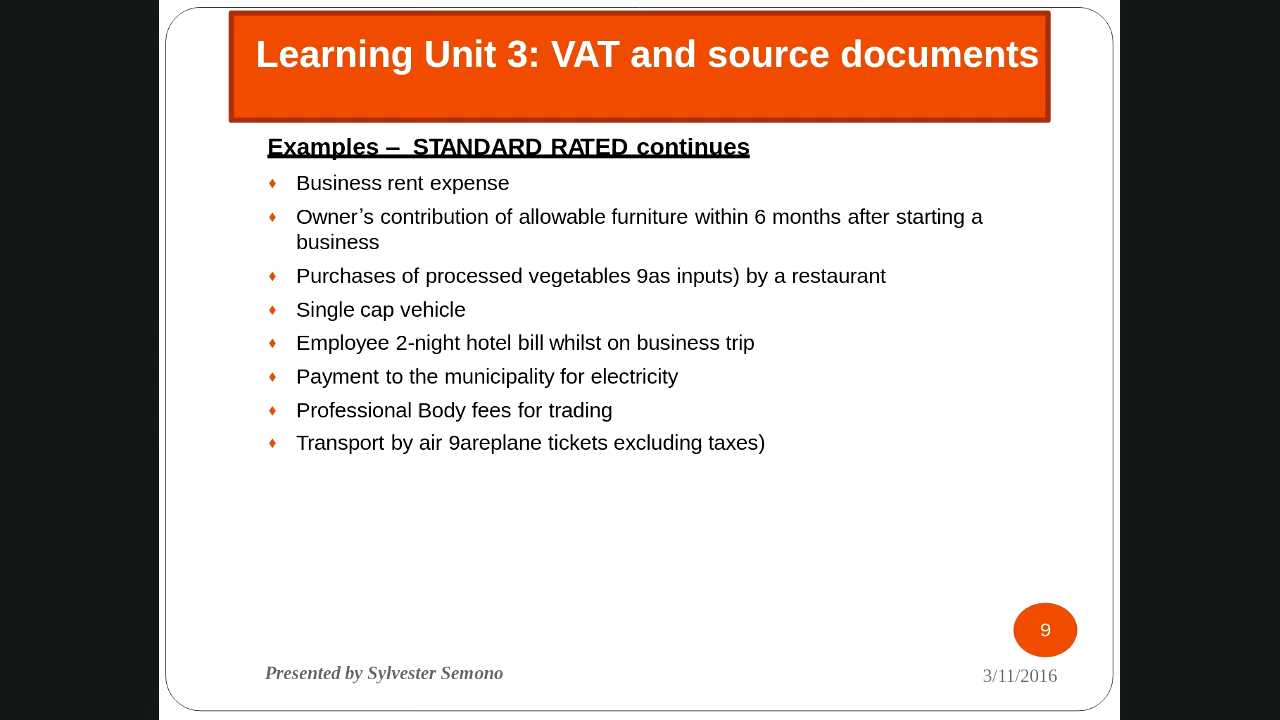 Learning Unit 3: VAT and source documents
Examples – STANDARD RATED continues
Business rent expense
Owner’s contribution of allowable furniture within 6 months after starting a
business
Purchases of processed vegetables 9as inputs) by a restaurant
Single cap vehicle
Employee 2-night hotel bill whilst on business trip
Payment to the municipality for electricity
Professional Body fees for trading
Transport by air 9areplane tickets excluding taxes)
9
Presented by Sylvester Semono
3/11/2016